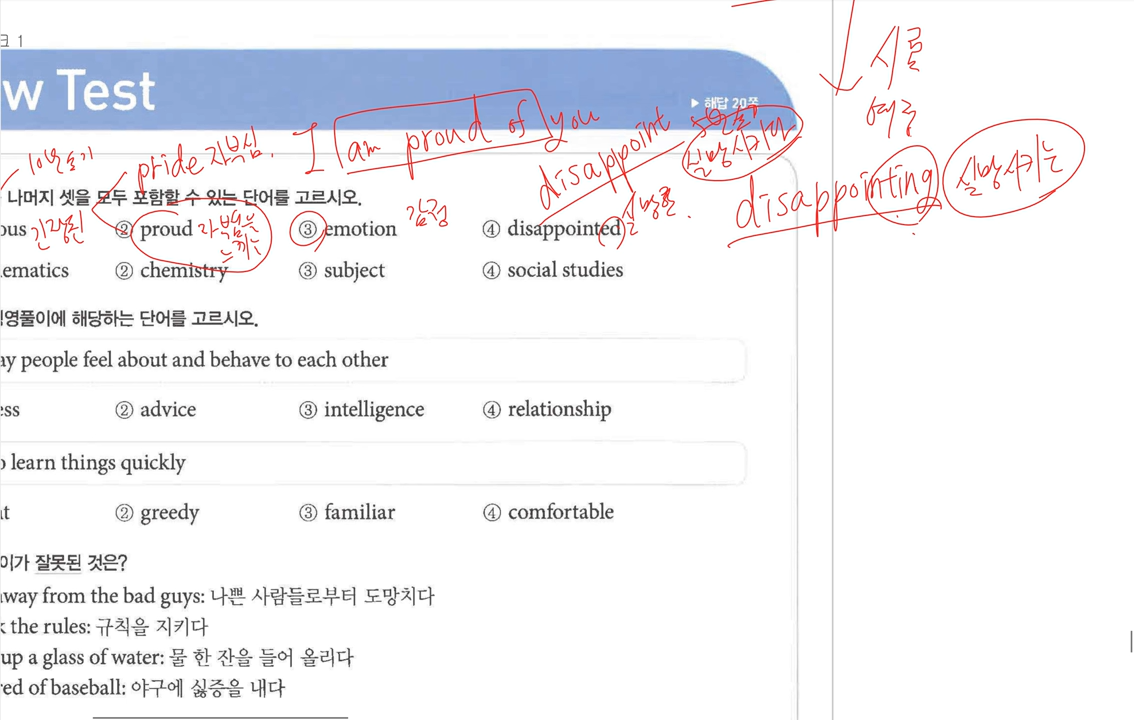 크 1
시름
w Test
▶ 해답 20쪽
I am proud of you
disappoint
실망시키다
pride 자부심.
disappointing 실망시키는
나머지 셋을 모두 포함할 수 있는 단어를 고르시오.
ous 긴장된 ② proud 자부심을 느끼는 ③ emotion 감정 ④ disappointed 실망한.
ematics ② chemistry ③ subject ④ social studies
영풀이에 해당하는 단어를 고르시오.
ay people feel about and behave to each other
ess ② advice ③ intelligence ④ relationship
o learn things quickly
nt ② greedy ③ familiar ④ comfortable
이가 잘못된 것은?
away from the bad guys: 나쁜 사람들로부터 도망치다
k the rules: 규칙을 지키다
up a glass of water: 물 한 잔을 들어 올리다
red of baseball: 야구에 싫증을 내다